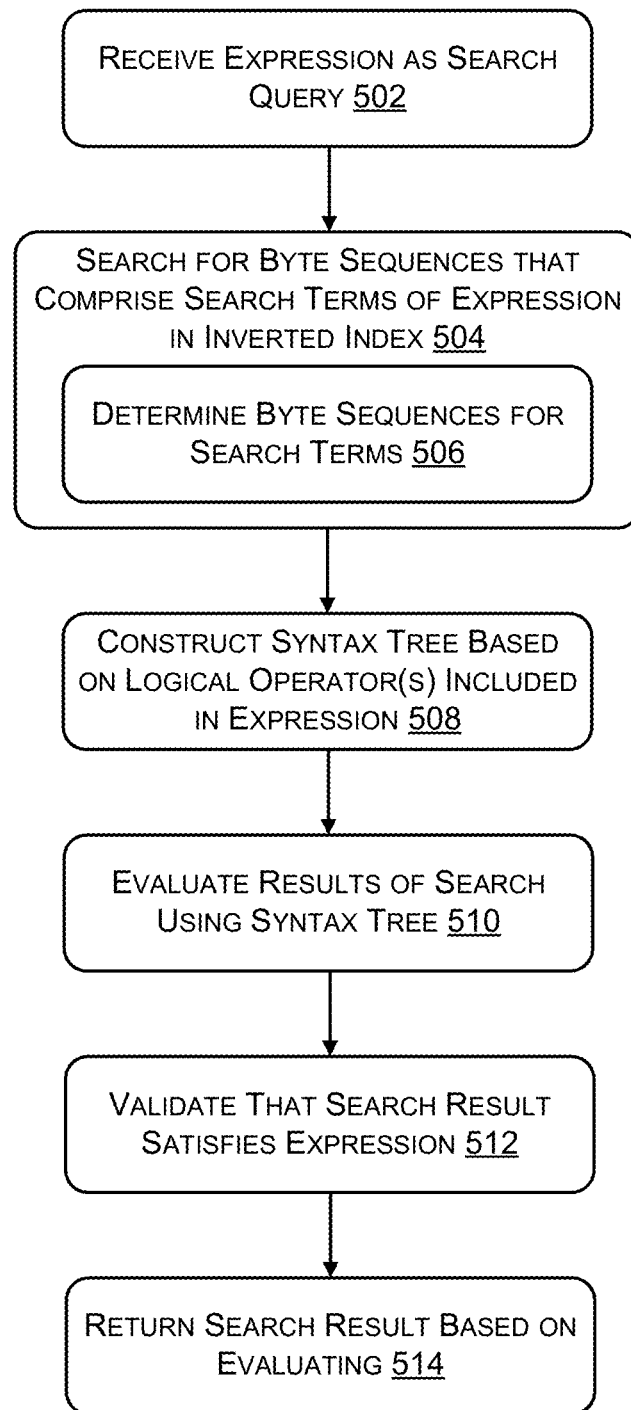 RECEIVE EXPRESSION AS SEARCH
QUERY 502
SEARCH FOR BYTE SEQUENCES THAT
COMPRISE SEARCH TERMS OF EXPRESSION
IN INVERTED INDEX 504
DETERMINE BYTE SEQUENCES FOR
SEARCH TERMS 506
CONSTRUCT SYNTAX TREE BASED
ON LOGICAL OPERATOR(S) INCLUDED
IN EXPRESSION 508
EVALUATE RESULTS OF SEARCH
USING SYNTAX TREE 510
VALIDATE THAT SEARCH RESULT
SATISFIES EXPRESSION 512
RETURN SEARCH RESULT BASED ON
EVALUATING 514